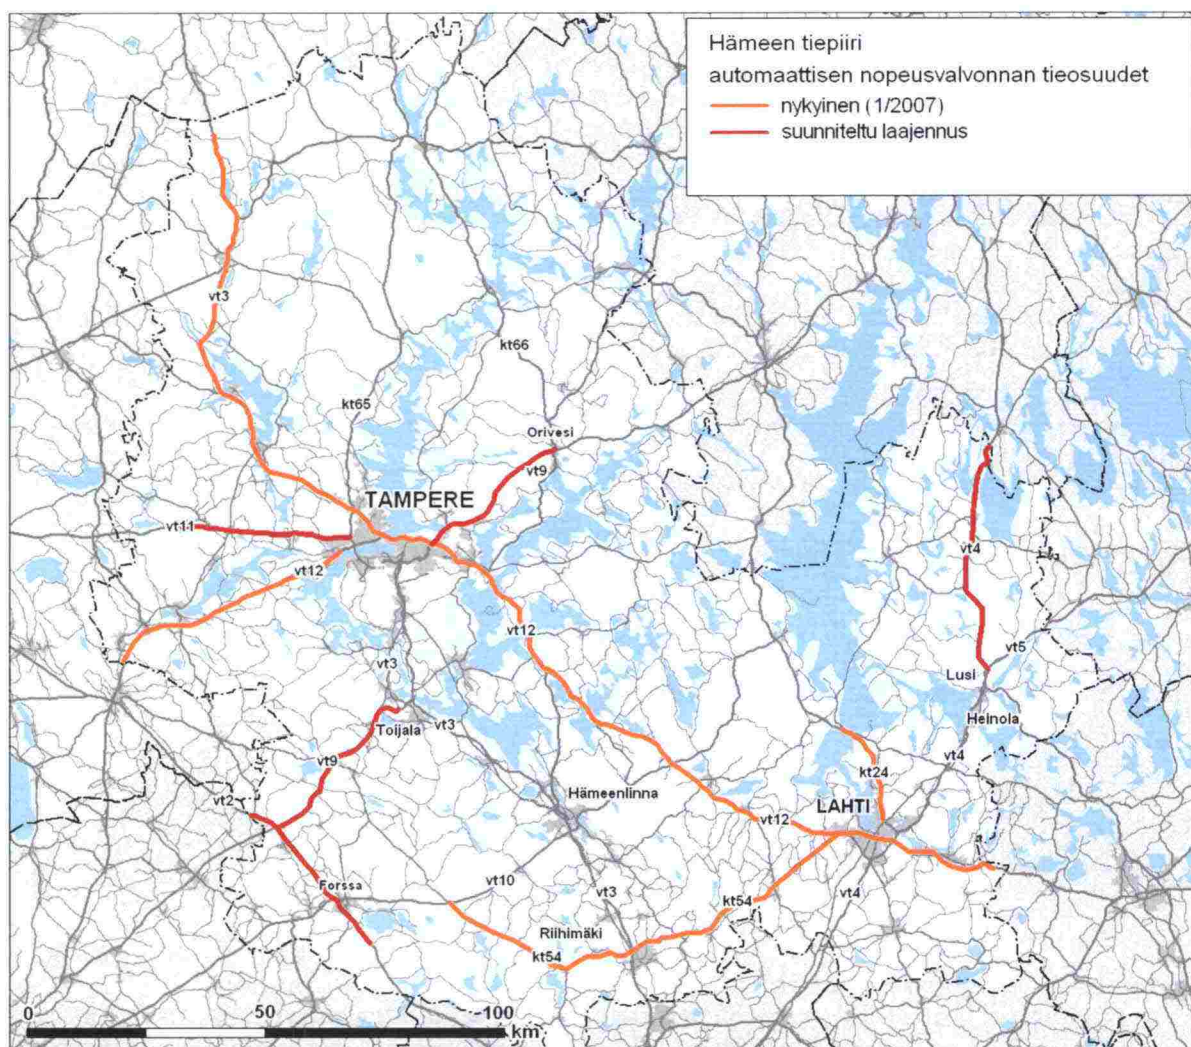 Hämeen tiepiiri
automaattisen nopeusvalvonnan tieosuudet
nykyinen (1/2007)
suunniteltu laajennus
vt3
kt66
kt65
Orivesi
vt9
TAMPERE
vt11
vt12
vt4
vt12
vt5
vt3
Lusi
Heinola
Toijala
vt3
vt9
vt4
kt24
vt2
Hämeenlinna
LAHTI
vt12
Forssa
vt10
vt3
vt4
kt54
Riihimäki
kt54
0 50 100
km